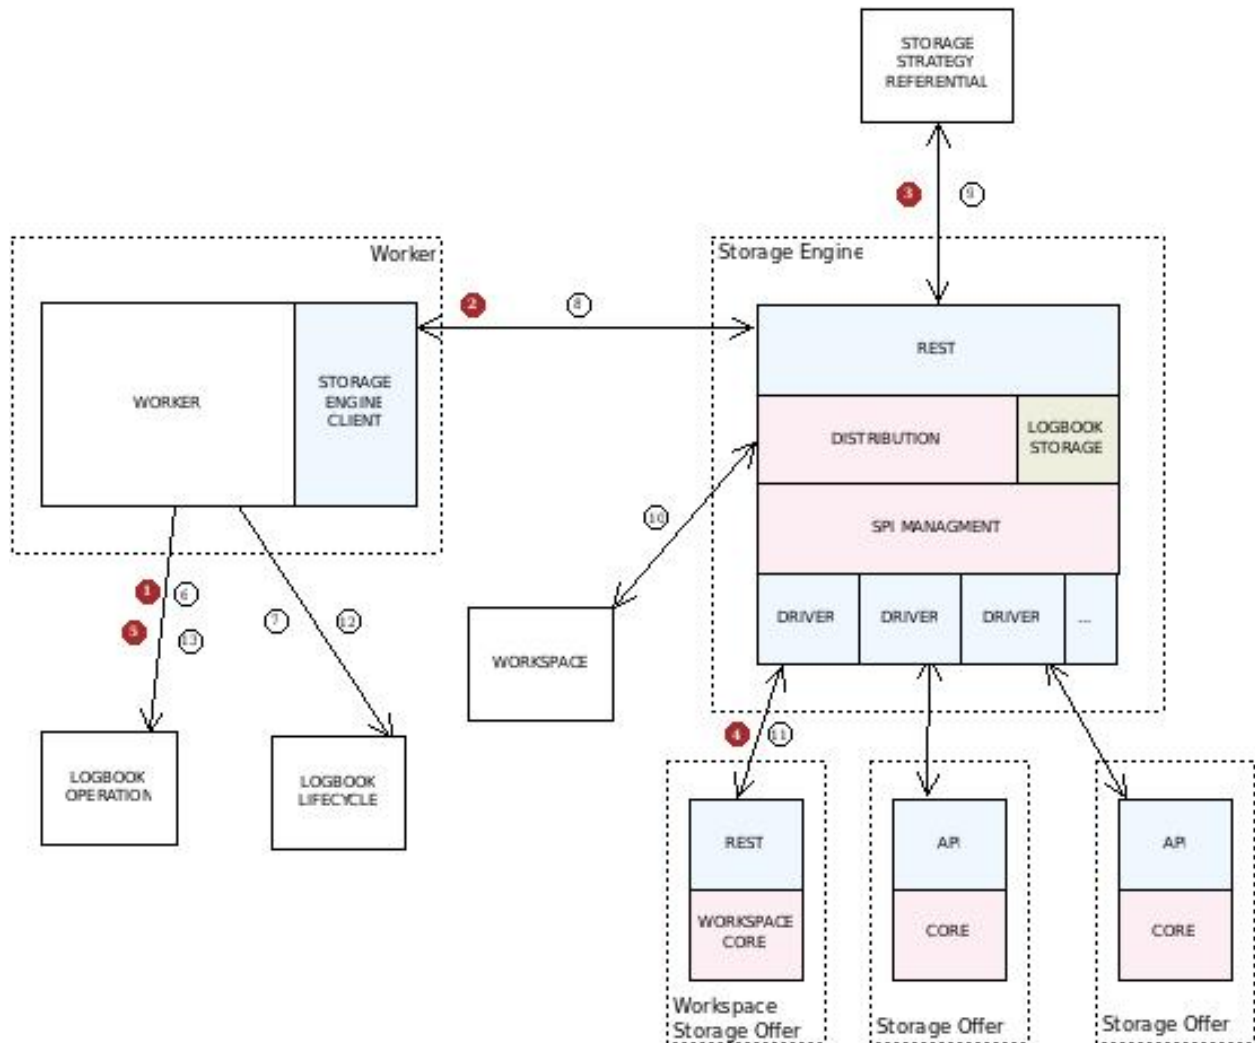 STORAGE
STRATEGY
REFERENTIAL
3
9
Worker
Storage Engine
2
8
REST
WORKER
STORAGE
ENGINE
CLIENT
DISTRIBUTION
LOGBOOK
STORAGE
10
SPI MANAGMENT
1
6
5
13
7
12
DRIVER
DRIVER
DRIVER
...
WORKSPACE
4
11
LOGBOOK
OPERATION
LOGBOOK
LIFECYCLE
REST
API
API
WORKSPACE
CORE
CORE
CORE
Workspace
Storage Offer
Storage Offer
Storage Offer